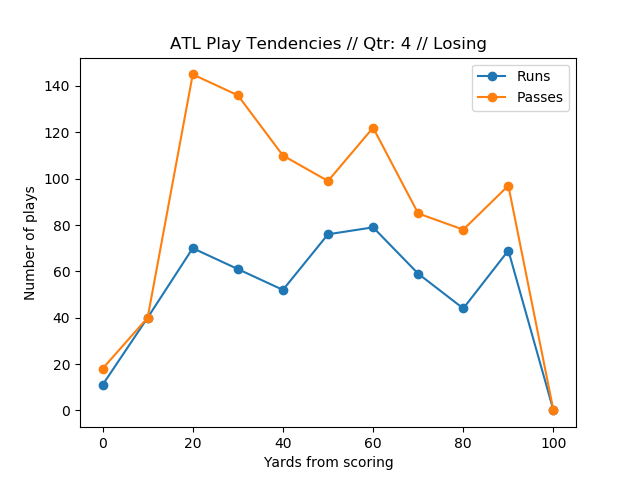 ATL Play Tendencies // Qtr: 4 // Losing
Runs
Passes
Number of plays
140
120
100
80
60
40
20
0
0 20 40 60 80 100
Yards from scoring